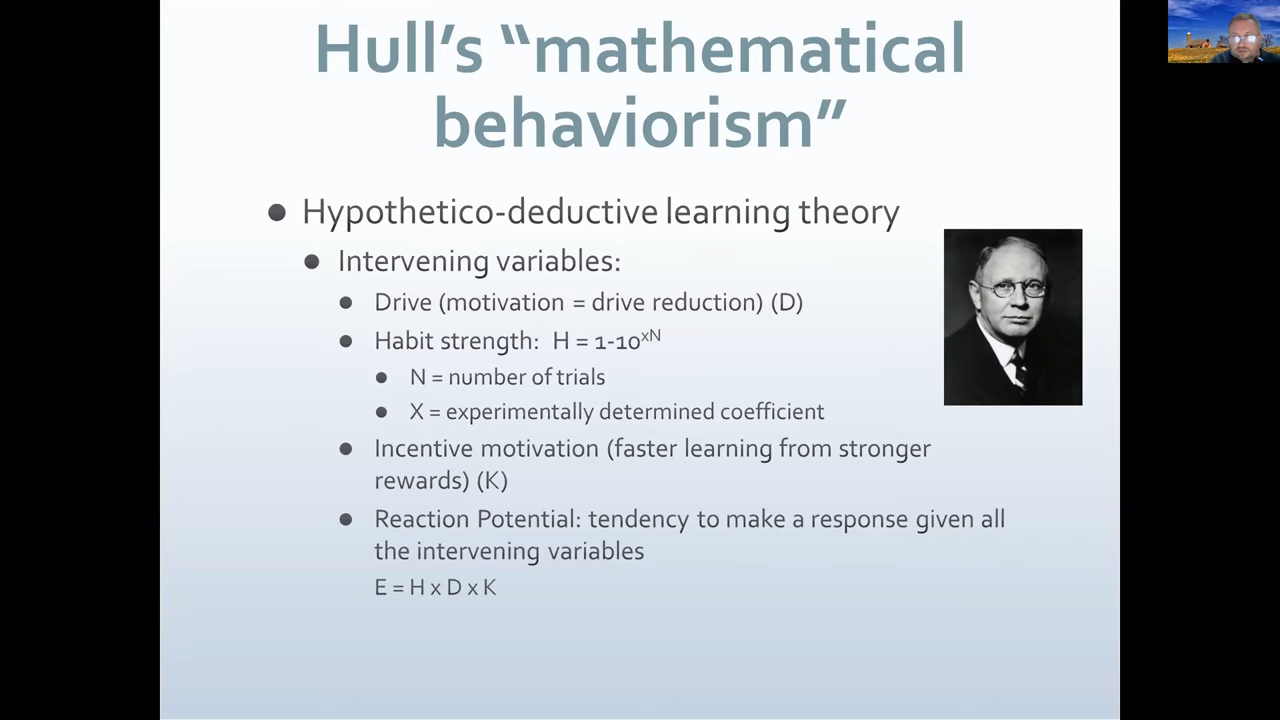 Hull's “mathematical
behaviorism”
● Hypothetico-deductive learning theory
● Intervening variables:
● Drive (motivation = drive reduction) (D)
● Habit strength: H = 1-10ˣᴺ
● N = number of trials
● X = experimentally determined coefficient
● Incentive motivation (faster learning from stronger
rewards) (K)
● Reaction Potential: tendency to make a response given all
the intervening variables
E = H x D x K